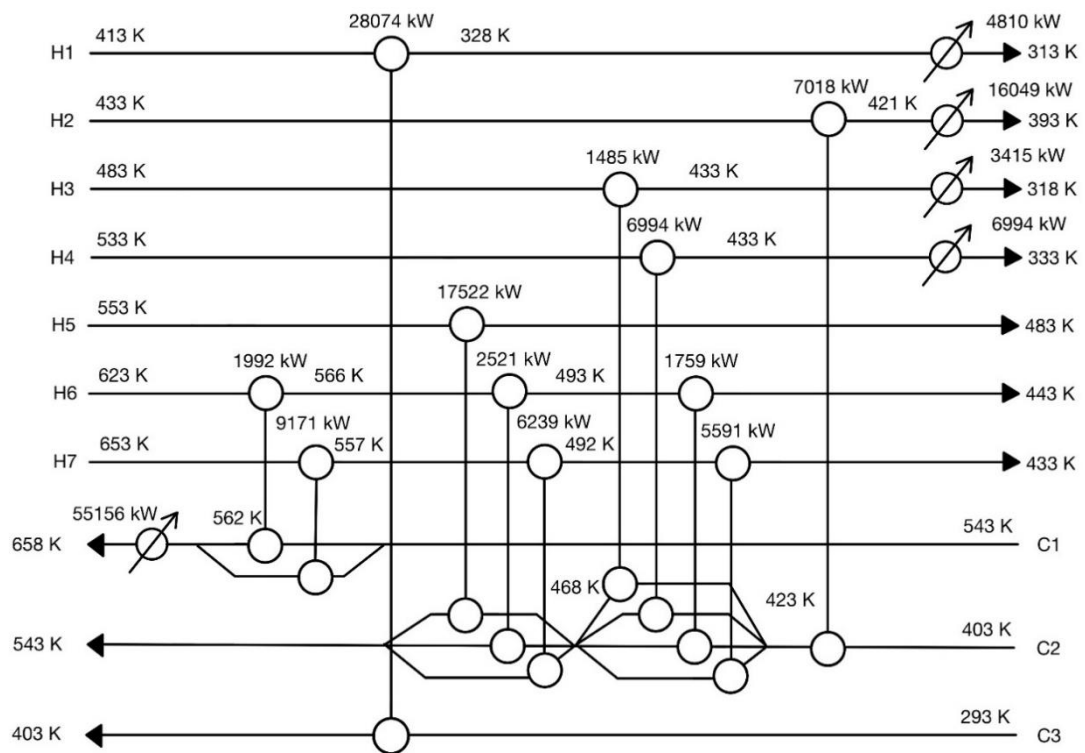 28074 kW
4810 kW
H1 413 K 328 K 313 K
7018 kW
16049 kW
H2 433 K 421 K 393 K
1485 kW
3415 kW
H3 483 K 433 K 318 K
6994 kW
6994 kW
H4 533 K 433 K 333 K
17522 kW
H5 553 K 483 K
1992 kW 2521 kW 1759 kW
H6 623 K 566 K 493 K 443 K
9171 kW 6239 kW 5591 kW
H7 653 K 557 K 492 K 433 K
55156 kW
658 K 562 K 543 K C1
468 K 423 K
543 K 403 K C2
403 K 293 K C3